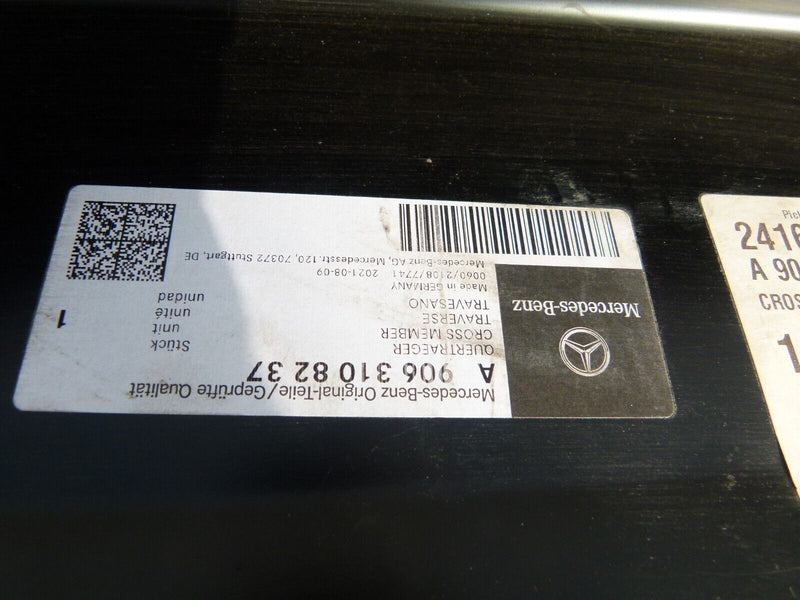 Mercedes-Benz
Mercedes-Benz Original-Teile/Geprüfte Qualität
A 906 310 82 37
QUERTRAEGER
CROSS MEMBER
TRAVERSE
TRAVESANO
Made in GERMANY
0060/2108/7741 2021-08-09
Mercedes-Benz AG, Mercedesstr.120, 70372 Stuttgart, DE
Stück
unit
unité
unidad
1
Pic
2416
A 90
CROS
1